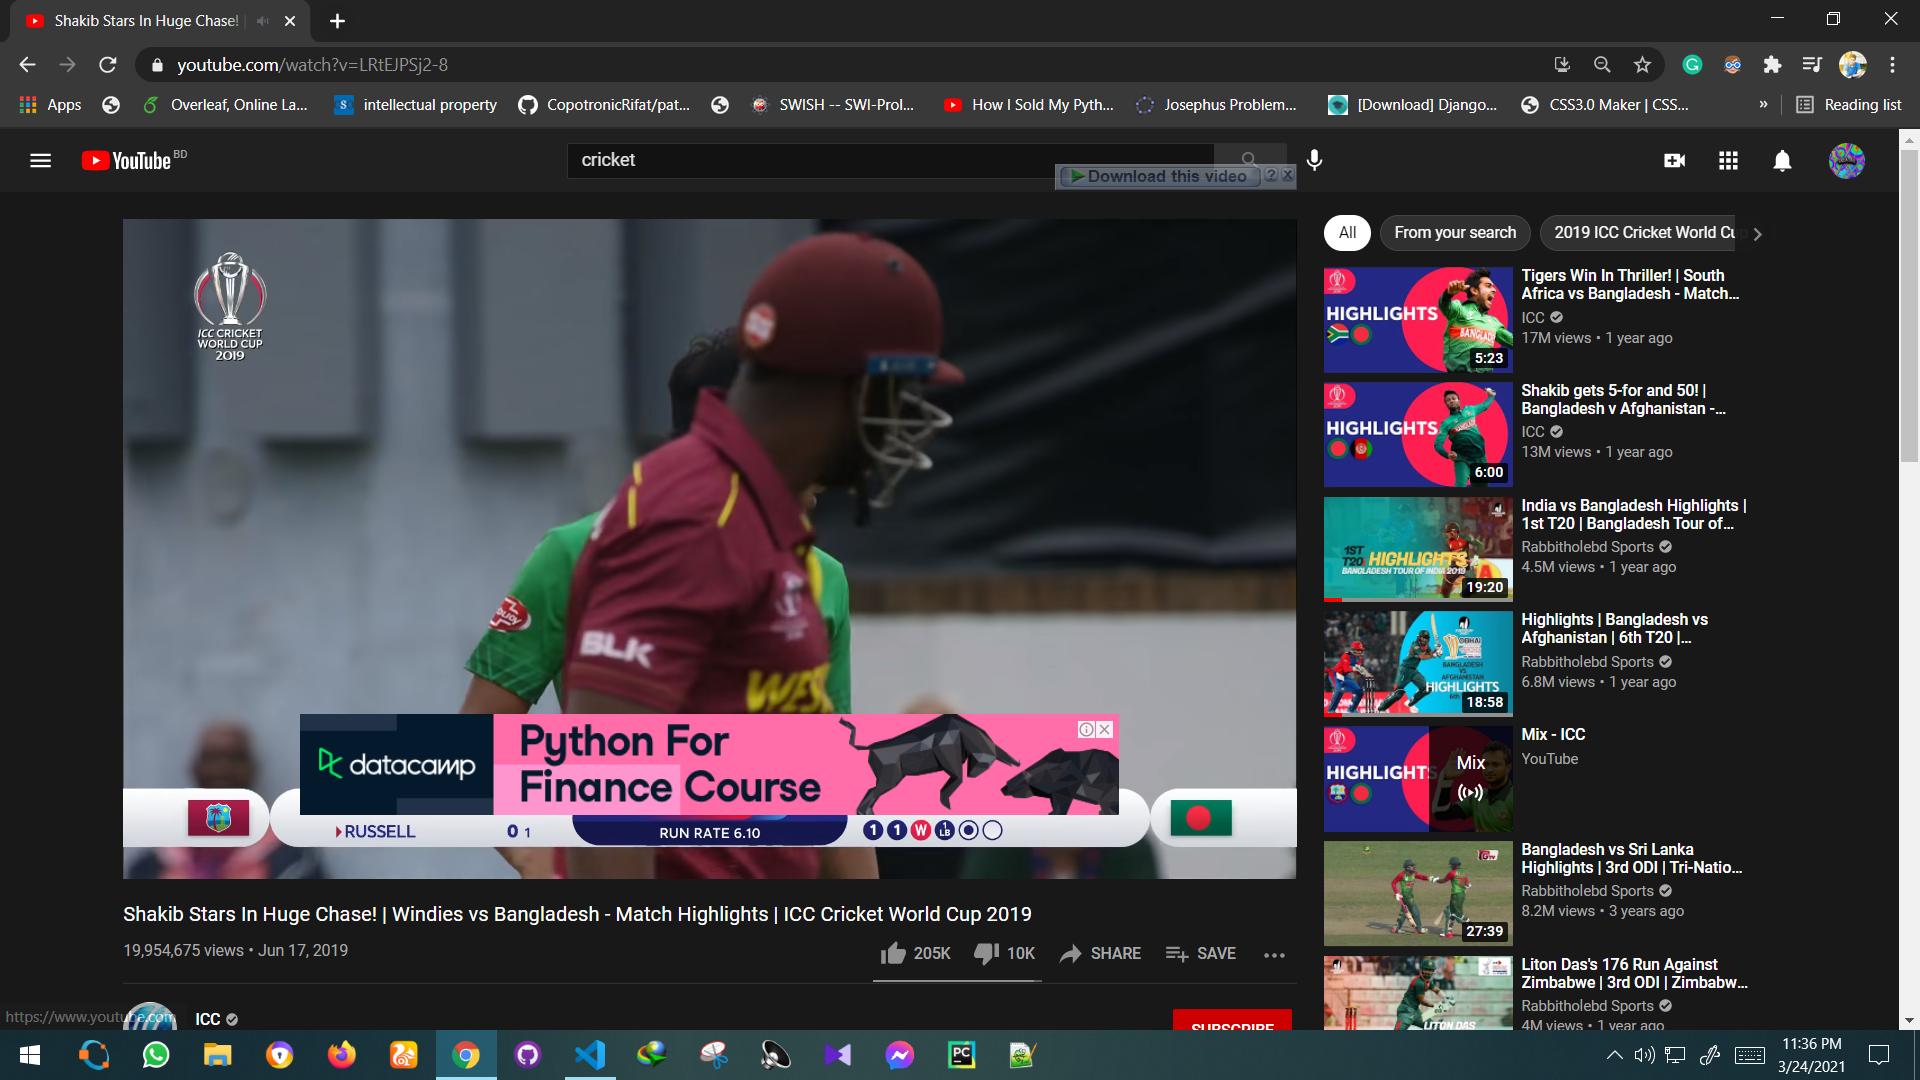 Shakib Stars In Huge Chase!
youtube.com/watch?v=LRtEJPSj2-8
Apps
Overleaf, Online La...
intellectual property
CopotronicRifat/pat...
SWISH -- SWI-Prol...
How I Sold My Pyth...
Josephus Problem...
[Download] Django...
CSS3.0 Maker | CSS...
»
Reading list
YouTube BD
cricket
Download this video
ICC CRICKET
WORLD CUP
2019
BLK
WES
datacamp
Python For
Finance Course
RUSSELL
0 1
RUN RATE 6.10
1 1 W 1LB
Shakib Stars In Huge Chase! | Windies vs Bangladesh - Match Highlights | ICC Cricket World Cup 2019
19,954,675 views • Jun 17, 2019
205K
10K
SHARE
SAVE
ICC
SUBSCRIBE
https://www.youtube.com
All
From your search
2019 ICC Cricket World Cup
HIGHLIGHTS
BANGLADE
5:23
Tigers Win In Thriller! | South
Africa vs Bangladesh - Match...
ICC
17M views • 1 year ago
HIGHLIGHTS
6:00
Shakib gets 5-for and 50! |
Bangladesh v Afghanistan -...
ICC
13M views • 1 year ago
1ST
T20 HIGHLIGHTS
BANGLADESH TOUR OF INDIA 2019
19:20
India vs Bangladesh Highlights |
1st T20 | Bangladesh Tour of...
Rabbitholebd Sports
4.5M views • 1 year ago
BANGLADESH
VS
AFGHANISTAN
HIGHLIGHTS
18:58
Highlights | Bangladesh vs
Afghanistan | 6th T20 |...
Rabbitholebd Sports
6.8M views • 1 year ago
HIGHLIGHTS
Mix
Mix - ICC
YouTube
27:39
Bangladesh vs Sri Lanka
Highlights | 3rd ODI | Tri-Natio...
Rabbitholebd Sports
8.2M views • 3 years ago
LITON DAS
Liton Das's 176 Run Against
Zimbabwe | 3rd ODI | Zimbabw...
Rabbitholebd Sports
4M views • 1 year ago
11:36 PM
3/24/2021